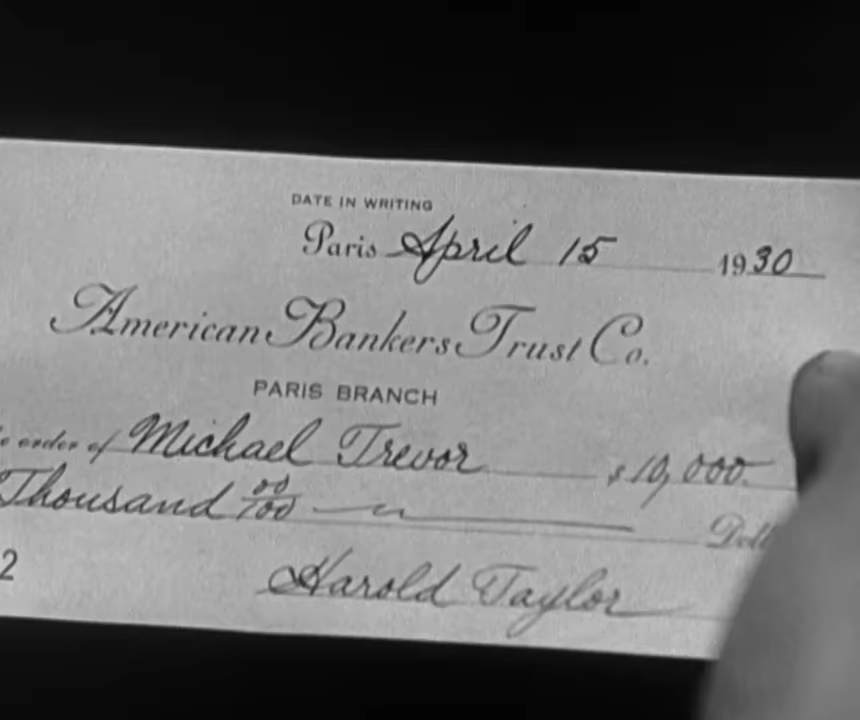 DATE IN WRITING
Paris April 15 1930
American Bankers Trust Co.
PARIS BRANCH
order of Michael Trevor $10,000.
Thousand 00/100
2
Harold Taylor